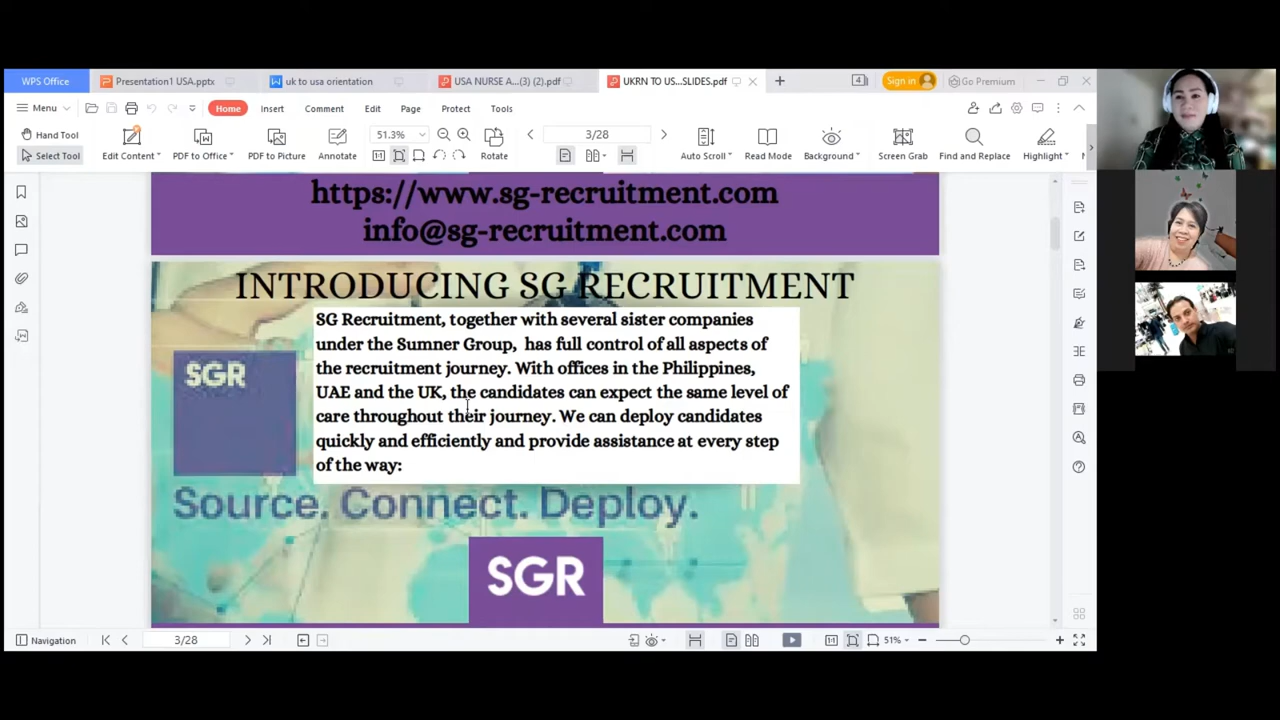 WPS Office
Presentation1 USA.pptx
uk to usa orientation
USA NURSE A...(3) (2).pdf
UKRN TO US...SLIDES.pdf
4
Sign in
Go Premium
Menu
Home
Insert
Comment
Edit
Page
Protect
Tools
Hand Tool
Select Tool
Edit Content
PDF to Office
PDF to Picture
Annotate
51.3%
Rotate
3/28
Auto Scroll
Read Mode
Background
Screen Grab
Find and Replace
Highlight
https://www.sg-recruitment.com
info@sg-recruitment.com
INTRODUCING SG RECRUITMENT
SG Recruitment, together with several sister companies
under the Sumner Group, has full control of all aspects of
the recruitment journey. With offices in the Philippines,
UAE and the UK, the candidates can expect the same level of
care throughout their journey. We can deploy candidates
quickly and efficiently and provide assistance at every step
of the way:
SGR
Source. Connect. Deploy.
SGR
Navigation
3/28
51%